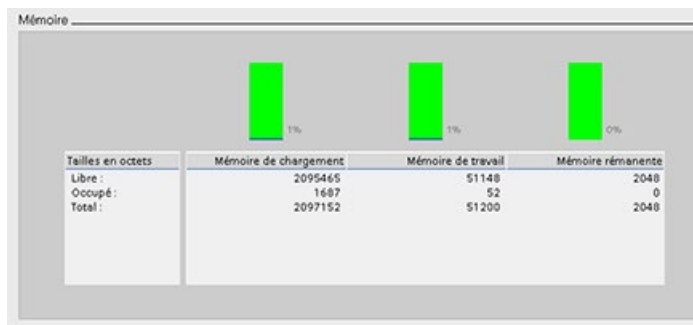 Mémoire
1% 1% 0%
Tailles en octets Mémoire de chargement Mémoire de travail Mémoire rémanente
Libre : 2095465 51148 2048
Occupé : 1687 52 0
Total : 2097152 51200 2048